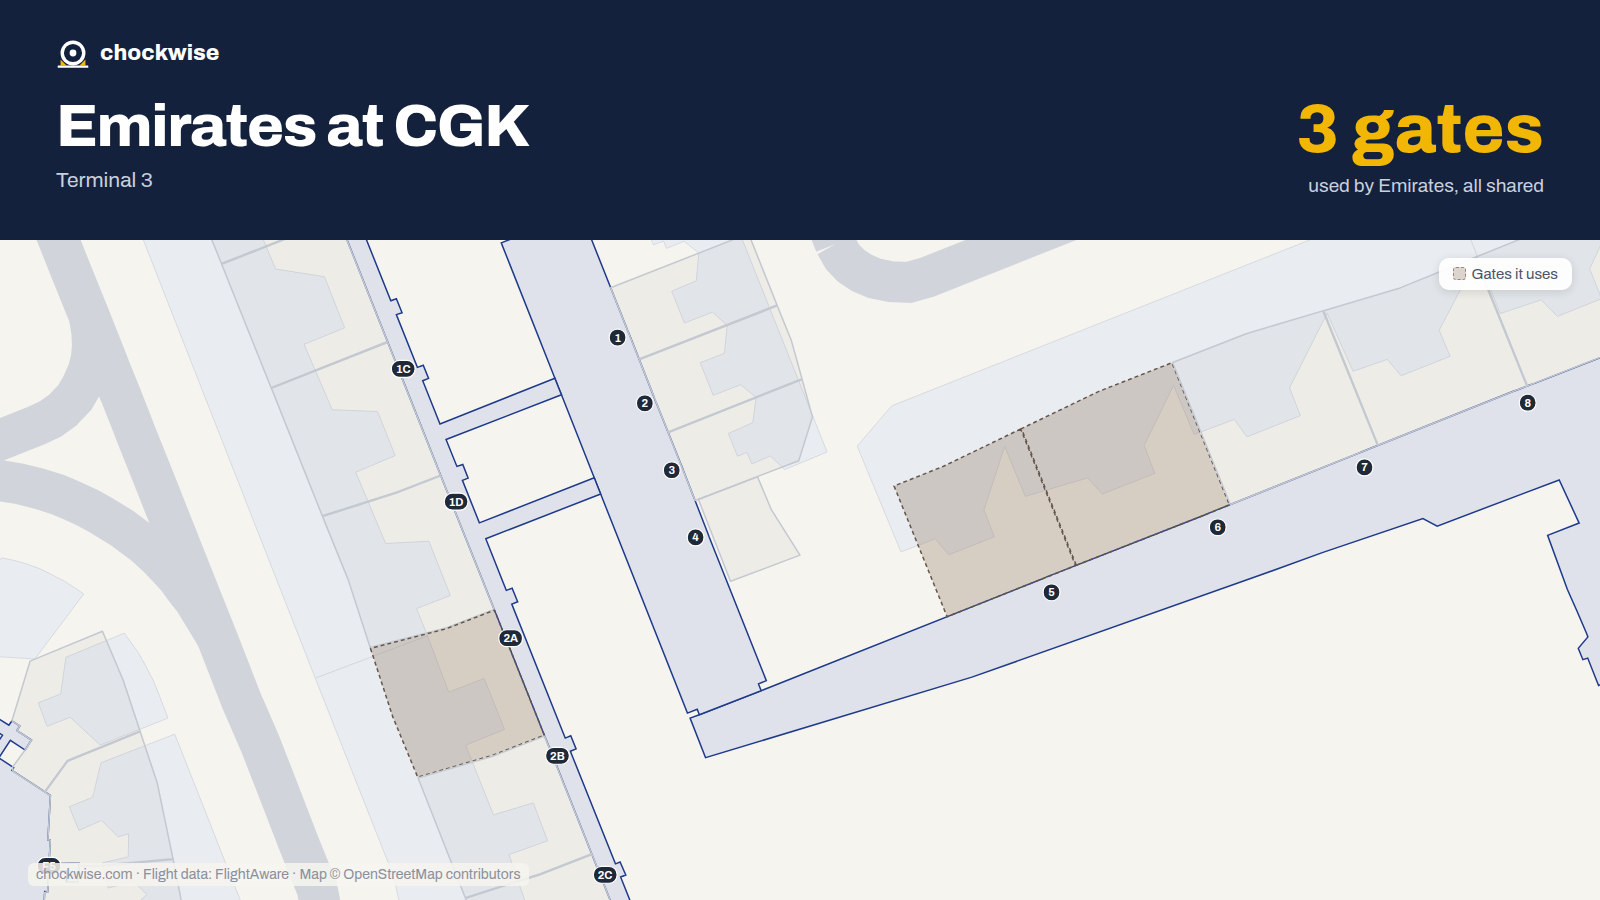 chockwise
Emirates at CGK
Terminal 3
3 gates
used by Emirates, all shared
Gates it uses
1
1C
2
8
3
7
1D
6
4
5
2A
2B
2C
chockwise.com · Flight data: FlightAware · Map © OpenStreetMap contributors